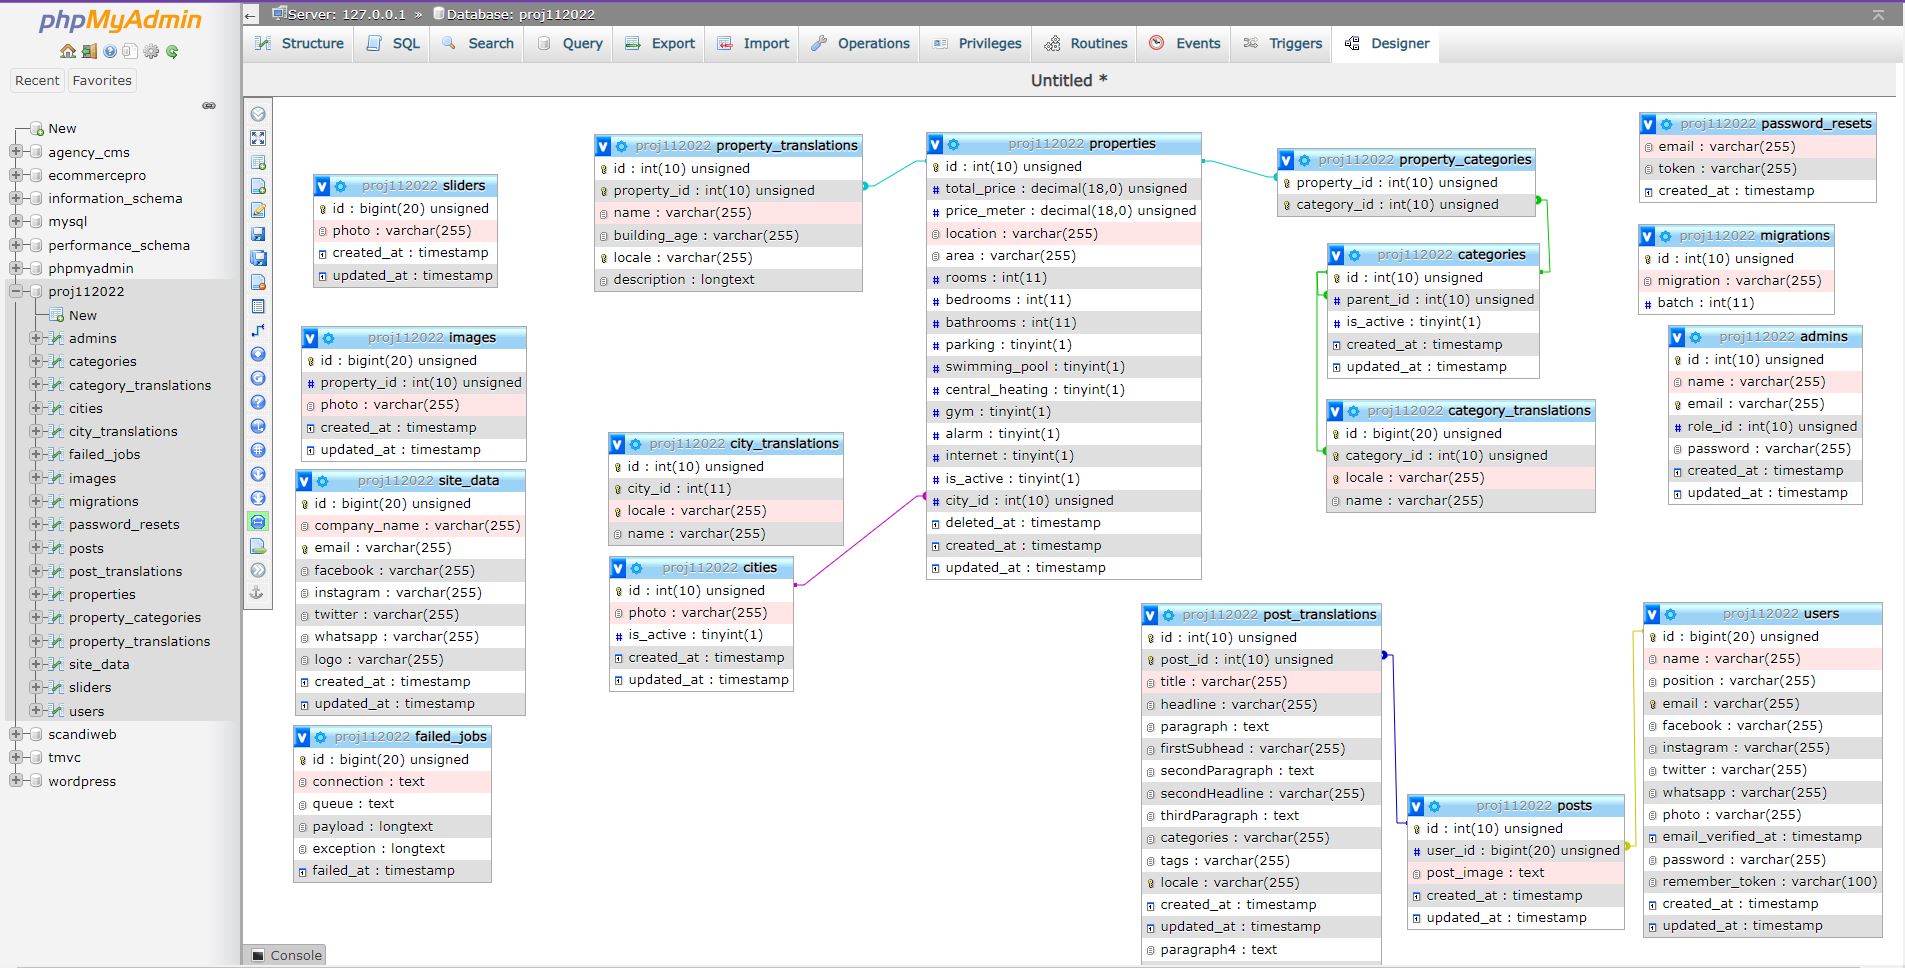 phpMyAdmin
Recent
Favorites
New
agency_cms
ecommercepro
information_schema
mysql
performance_schema
phpmyadmin
proj112022
New
admins
categories
category_translations
cities
city_translations
failed_jobs
images
migrations
password_resets
posts
post_translations
properties
property_categories
property_translations
site_data
sliders
users
scandiweb
tmvc
wordpress
Server: 127.0.0.1 » Database: proj112022
Structure SQL Search Query Export Import Operations Privileges Routines Events Triggers Designer
Untitled *
proj112022 sliders
id : bigint(20) unsigned
photo : varchar(255)
created_at : timestamp
updated_at : timestamp
proj112022 images
id : bigint(20) unsigned
property_id : int(10) unsigned
photo : varchar(255)
created_at : timestamp
updated_at : timestamp
proj112022 site_data
id : bigint(20) unsigned
company_name : varchar(255)
email : varchar(255)
facebook : varchar(255)
instagram : varchar(255)
twitter : varchar(255)
whatsapp : varchar(255)
logo : varchar(255)
created_at : timestamp
updated_at : timestamp
proj112022 failed_jobs
id : bigint(20) unsigned
connection : text
queue : text
payload : longtext
exception : longtext
failed_at : timestamp
proj112022 property_translations
id : int(10) unsigned
property_id : int(10) unsigned
name : varchar(255)
building_age : varchar(255)
locale : varchar(255)
description : longtext
proj112022 city_translations
id : int(10) unsigned
city_id : int(11)
locale : varchar(255)
name : varchar(255)
proj112022 cities
id : int(10) unsigned
photo : varchar(255)
is_active : tinyint(1)
created_at : timestamp
updated_at : timestamp
proj112022 properties
id : int(10) unsigned
total_price : decimal(18,0) unsigned
price_meter : decimal(18,0) unsigned
location : varchar(255)
area : varchar(255)
rooms : int(11)
bedrooms : int(11)
bathrooms : int(11)
parking : tinyint(1)
swimming_pool : tinyint(1)
central_heating : tinyint(1)
gym : tinyint(1)
alarm : tinyint(1)
internet : tinyint(1)
is_active : tinyint(1)
city_id : int(10) unsigned
deleted_at : timestamp
created_at : timestamp
updated_at : timestamp
proj112022 property_categories
property_id : int(10) unsigned
category_id : int(10) unsigned
proj112022 categories
id : int(10) unsigned
parent_id : int(10) unsigned
is_active : tinyint(1)
created_at : timestamp
updated_at : timestamp
proj112022 category_translations
id : bigint(20) unsigned
category_id : int(10) unsigned
locale : varchar(255)
name : varchar(255)
proj112022 password_resets
email : varchar(255)
token : varchar(255)
created_at : timestamp
proj112022 migrations
id : int(10) unsigned
migration : varchar(255)
batch : int(11)
proj112022 admins
id : int(10) unsigned
name : varchar(255)
email : varchar(255)
role_id : int(10) unsigned
password : varchar(255)
created_at : timestamp
updated_at : timestamp
proj112022 post_translations
id : int(10) unsigned
post_id : int(10) unsigned
title : varchar(255)
headline : varchar(255)
paragraph : text
firstSubhead : varchar(255)
secondParagraph : text
secondHeadline : varchar(255)
thirdParagraph : text
categories : varchar(255)
tags : varchar(255)
locale : varchar(255)
created_at : timestamp
updated_at : timestamp
paragraph4 : text
proj112022 posts
id : int(10) unsigned
user_id : bigint(20) unsigned
post_image : text
created_at : timestamp
updated_at : timestamp
proj112022 users
id : bigint(20) unsigned
name : varchar(255)
position : varchar(255)
email : varchar(255)
facebook : varchar(255)
instagram : varchar(255)
twitter : varchar(255)
whatsapp : varchar(255)
photo : varchar(255)
email_verified_at : timestamp
password : varchar(255)
remember_token : varchar(100)
created_at : timestamp
updated_at : timestamp
Console